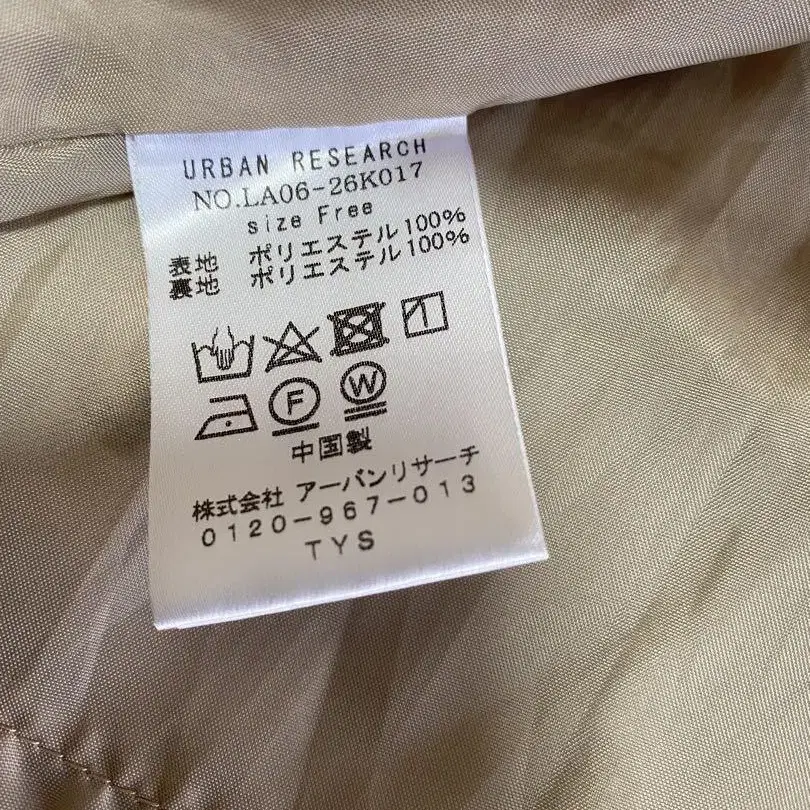 URBAN RESEARCH
NO.LA06-26K017
size Free
表地 ポリエステル100%
裏地 ポリエステル100%
F W
中国製
株式会社 アーバンリサーチ
0120-967-013
TYS